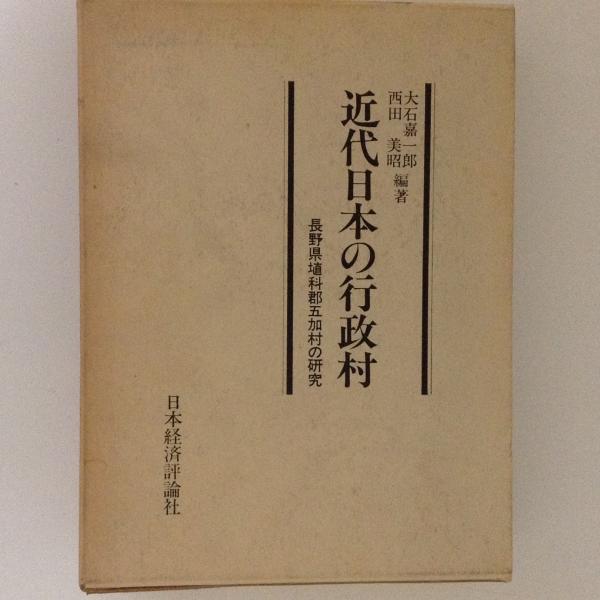 大石嘉一郎
西田美昭 編著
近代日本の行政村
長野県埴科郡五加村の研究
日本経済評論社